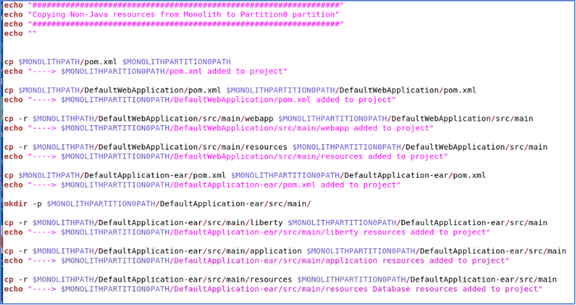 echo "########################################################"
echo "Copying Non-Java resources from Monolith to Partition0 partition"
echo "########################################################"
echo ""
cp $MONOLITHPATH/pom.xml $MONOLITHPARTITION0PATH
echo "----> $MONOLITHPARTITION0PATH/pom.xml added to project"
cp $MONOLITHPATH/DefaultWebApplication/pom.xml $MONOLITHPARTITION0PATH/DefaultWebApplication/pom.xml
echo "----> $MONOLITHPARTITION0PATH/DefaultWebApplication/pom.xml added to project"
cp -r $MONOLITHPATH/DefaultWebApplication/src/main/webapp $MONOLITHPARTITION0PATH/DefaultWebApplication/src/main
echo "----> $MONOLITHPARTITION0PATH/DefaultWebApplication/src/main/webapp added to project"
cp -r $MONOLITHPATH/DefaultWebApplication/src/main/resources $MONOLITHPARTITION0PATH/DefaultWebApplication/src/main
echo "----> $MONOLITHPARTITION0PATH/DefaultWebApplication/src/main/resources added to project"
cp $MONOLITHPATH/DefaultApplication-ear/pom.xml $MONOLITHPARTITION0PATH/DefaultApplication-ear/pom.xml
echo "----> $MONOLITHPARTITION0PATH/DefaultApplication-ear/pom.xml added to project"
mkdir -p $MONOLITHPARTITION0PATH/DefaultApplication-ear/src/main/
cp -r $MONOLITHPATH/DefaultApplication-ear/src/main/liberty $MONOLITHPARTITION0PATH/DefaultApplication-ear/src/main
echo "----> $MONOLITHPARTITION0PATH/DefaultApplication-ear/src/main/liberty resources added to project"
cp -r $MONOLITHPATH/DefaultApplication-ear/src/main/application $MONOLITHPARTITION0PATH/DefaultApplication-ear/src/main
echo "----> $MONOLITHPARTITION0PATH/DefaultApplication-ear/src/main/application resources added to project"
cp -r $MONOLITHPATH/DefaultApplication-ear/src/main/resources $MONOLITHPARTITION0PATH/DefaultApplication-ear/src/main
echo "----> $MONOLITHPARTITION0PATH/DefaultApplication-ear/src/main/resources Database resources added to project"